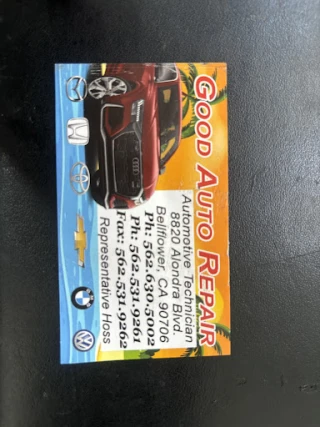 GOOD AUTO REPAIR
Automotive Technician
8820 Alondra Blvd.
Bellflower, CA 90706
Ph: 562.630.5002
Ph: 562.531.9261
Fax: 562.531.9262
Representative Hoss